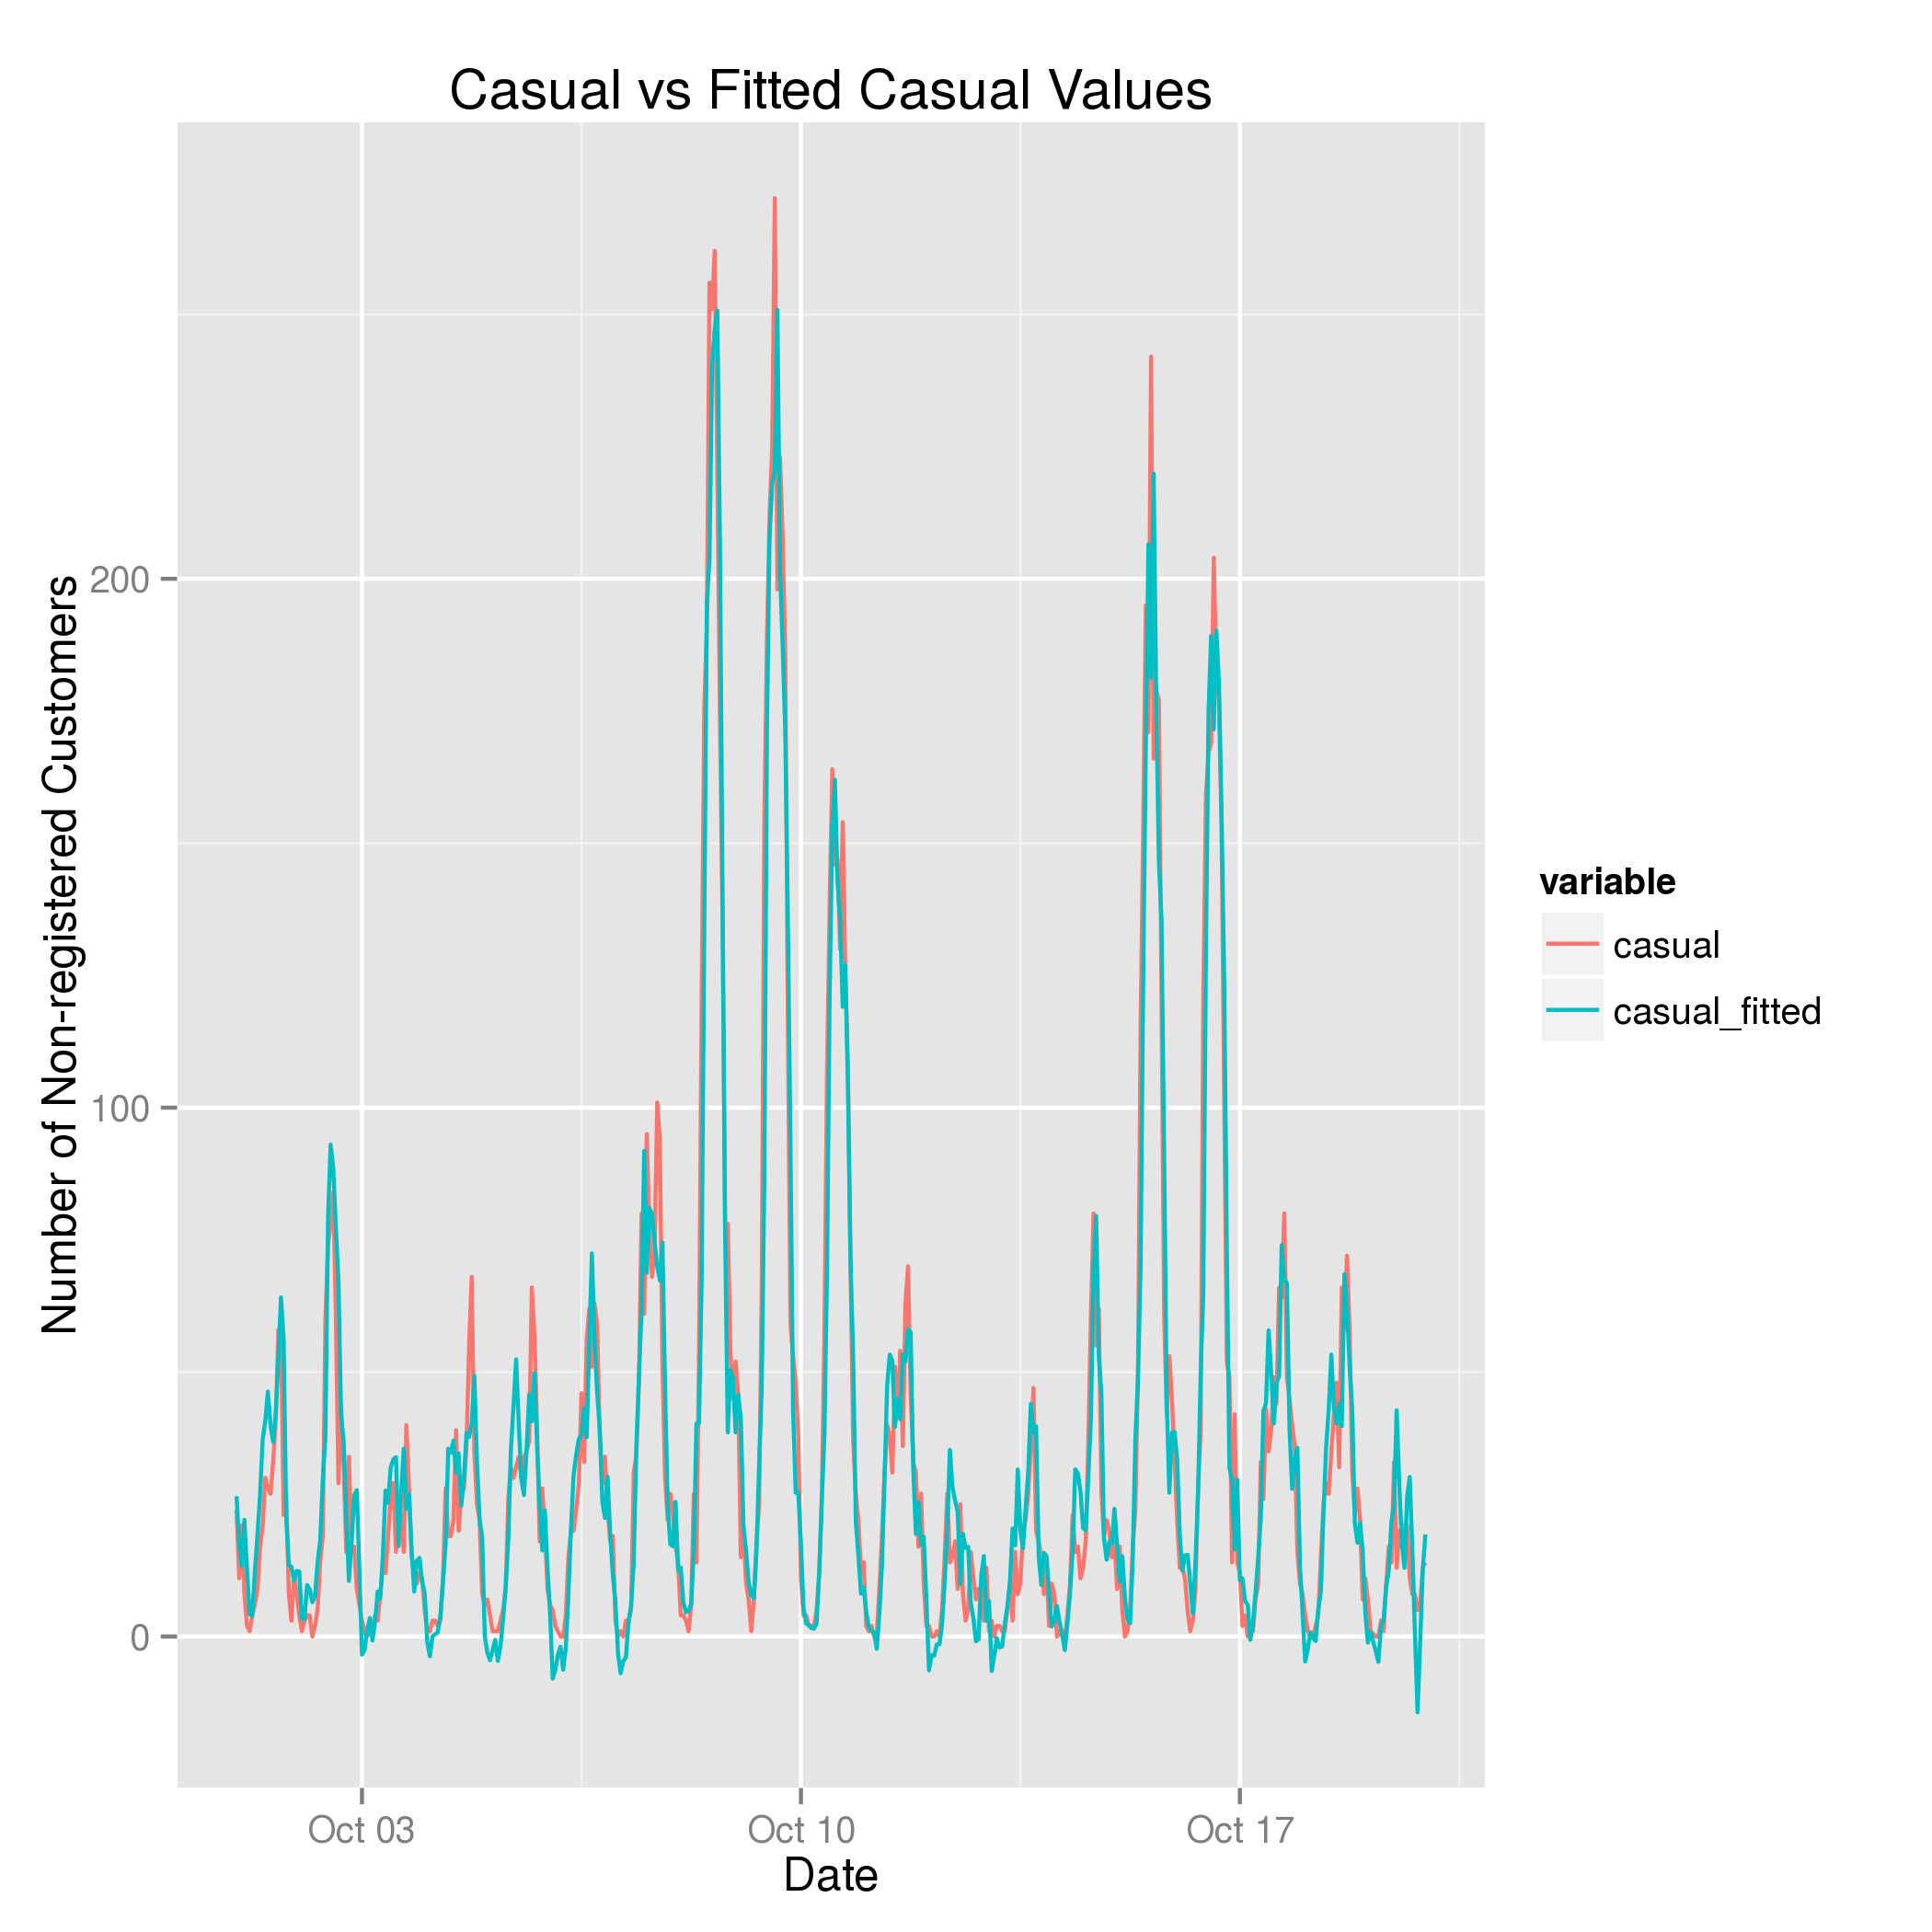 Casual vs Fitted Casual Values
Number of Non-registered Customers
200
100
0
Oct 03
Oct 10
Oct 17
Date
variable
casual
casual_fitted